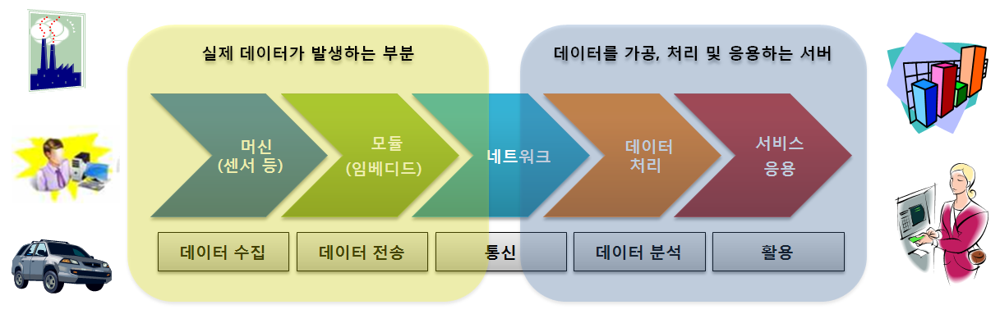 실제 데이터가 발생하는 부분
데이터를 가공, 처리 및 응용하는 서버
머신
(센서 등)
모듈
(임베디드)
네트워크
데이터
처리
서비스
응용
데이터 수집
데이터 전송
통신
데이터 분석
활용